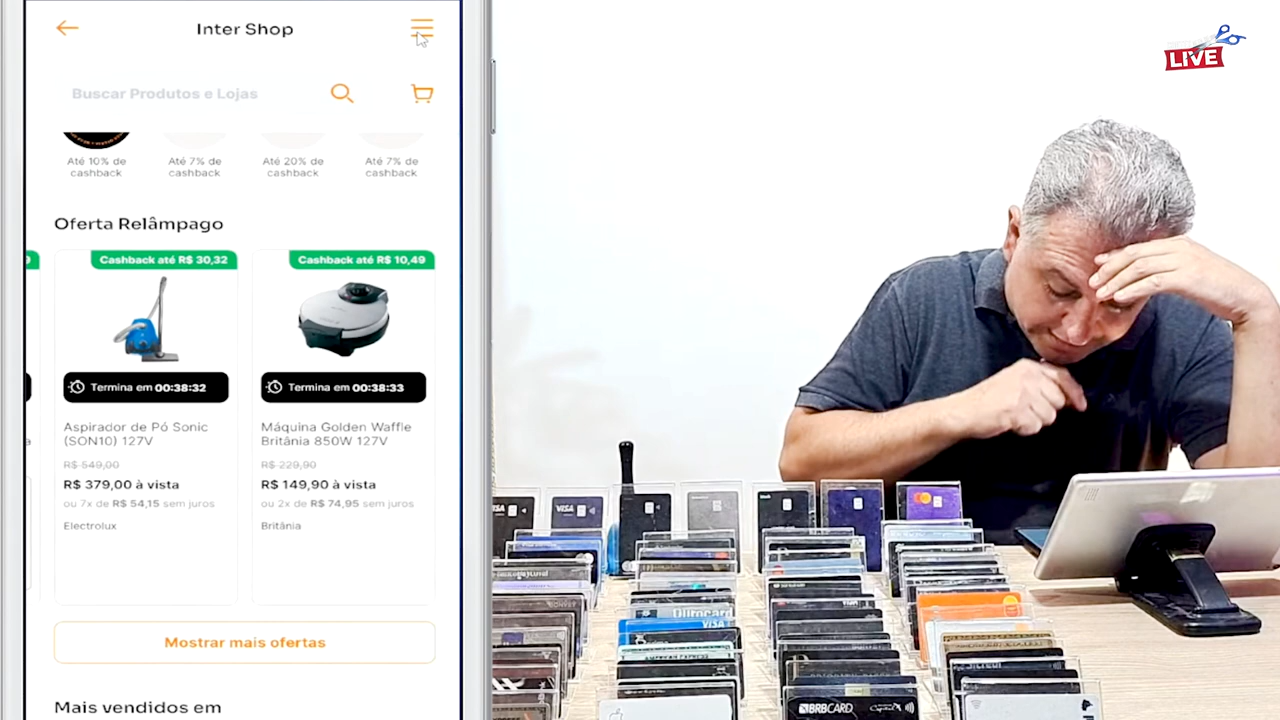 Inter Shop
LIVE
Buscar Produtos e Lojas
Até 10% de
cashback
Até 7% de
cashback
Até 20% de
cashback
Até 7% de
cashback
Oferta Relâmpago
9
Cashback até R$ 30,32
Cashback até R$ 10,49
Termina em 00:38:32
Termina em 00:38:33
Aspirador de Pó Sonic
(SON10) 127V
R$ 549,00
R$ 379,00 à vista
ou 7x de R$ 54,15 sem juros
Electrolux
Máquina Golden Waffle
Britânia 850W 127V
R$ 229,90
R$ 149,90 à vista
ou 2x de R$ 74,95 sem juros
Britânia
Mostrar mais ofertas
Mais vendidos em
VISA
VISA
Durocard
VISA
BRBCARD